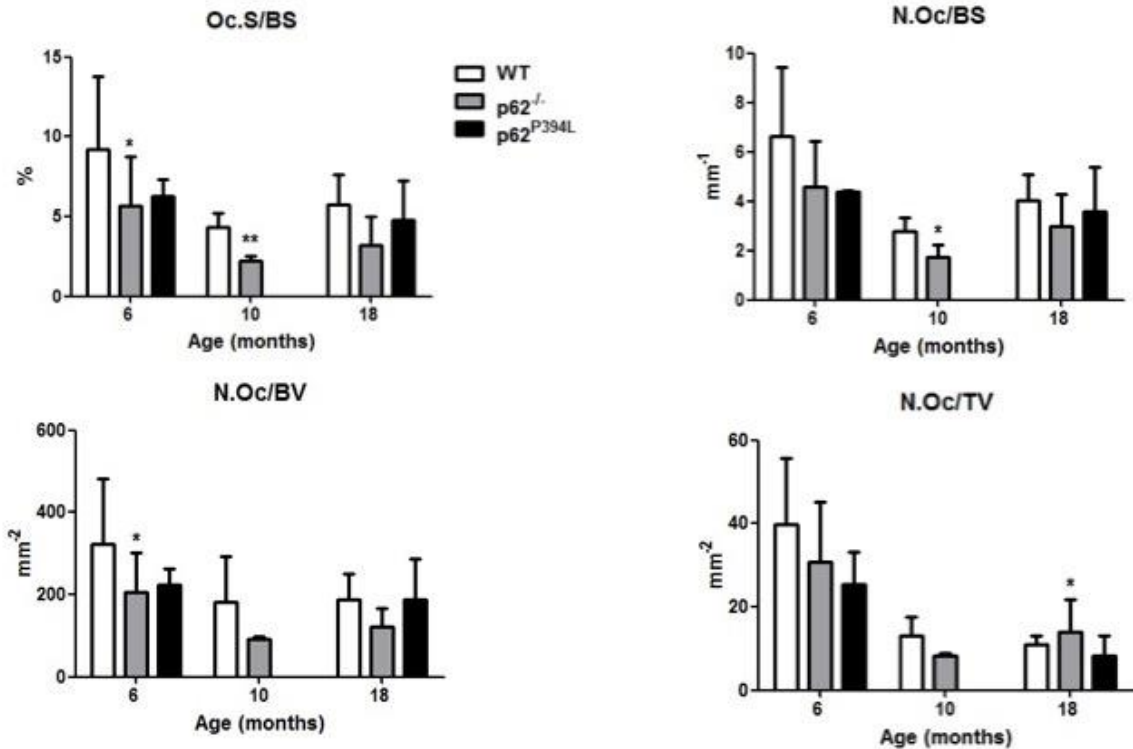 Oc.S/BS
15
10
5
0
%
*
**
6
10
18
Age (months)
WT
p62-/-
p62P394L
N.Oc/BS
10
8
6
4
2
0
mm-1
*
6
10
18
Age (months)
N.Oc/BV
600
400
200
0
mm-2
*
6
10
18
Age (months)
N.Oc/TV
60
40
20
0
mm-2
*
6
10
18
Age (months)